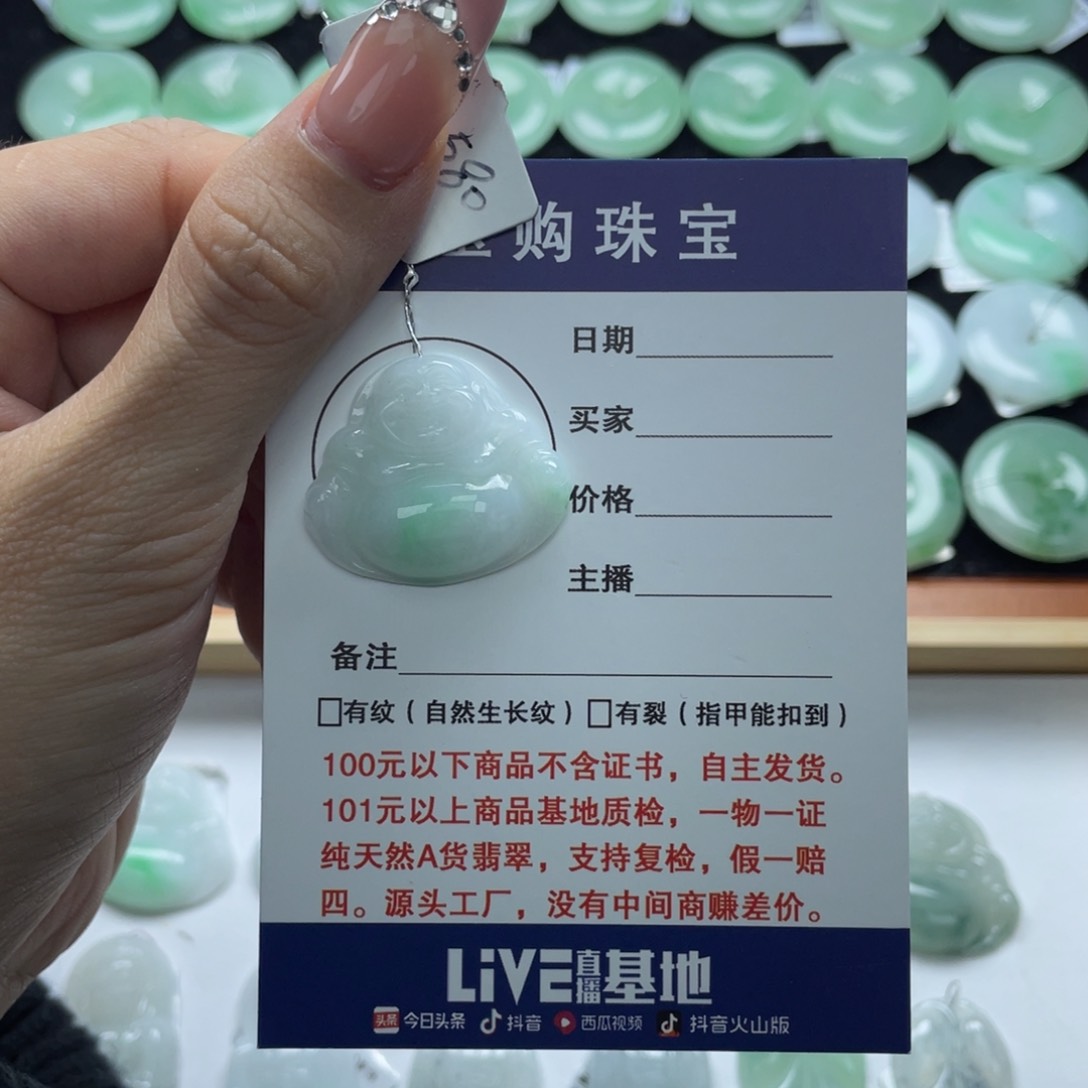 580
购珠宝
日期
买家
价格
主播
备注
□有纹（自然生长纹）□有裂（指甲能扣到）
100元以下商品不含证书，自主发货。
101元以上商品基地质检，一物一证
纯天然A货翡翠，支持复检，假一赔
四。源头工厂，没有中间商赚差价。
LiVE直播基地
头条 今日头条 抖音 西瓜视频 抖音火山版